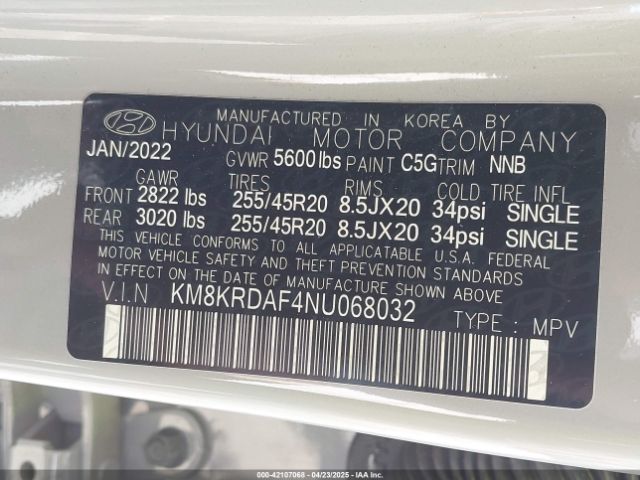 MANUFACTURED IN KOREA BY
HYUNDAI MOTOR COMPANY
JAN/2022 GVWR 5600 lbs PAINT C5G TRIM NNB
GAWR TIRES RIMS COLD TIRE INFL
FRONT 2822 lbs 255/45R20 8.5JX20 34psi SINGLE
REAR 3020 lbs 255/45R20 8.5JX20 34psi SINGLE
THIS VEHICLE CONFORMS TO ALL APPLICATABLE U.S.A. FEDERAL
MOTOR VEHICLE SAFETY AND THEFT PREVENTION STANDARDS
IN EFFECT ON THE DATE OF MANUFACTURE SHOWN ABOVE
V.I.N KM8KRDAF4NU068032 TYPE : MPV
000-42107068 - 04/23/2025 - IAAI.COM